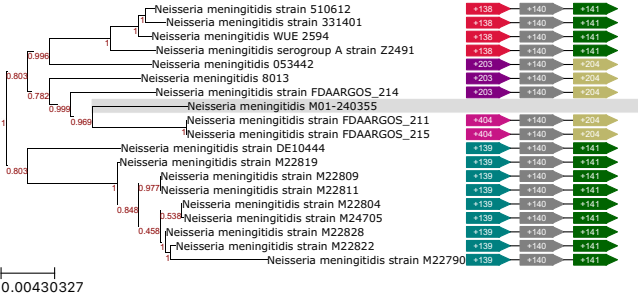 Neisseria meningitidis strain 510612 +138 +140 +141
1
Neisseria meningitidis strain 331401 +138 +140 +141
1
Neisseria meningitidis WUE 2594 +138 +140 +141
1
Neisseria meningitidis serogroup A strain Z2491 +138 +140 +141
0.996
Neisseria meningitidis 053442 +203 +140 +204
0.803
Neisseria meningitidis 8013 +203 +140 +141
0.782
Neisseria meningitidis strain FDAARGOS_214 +203 +140 +204
0.999
Neisseria meningitidis M01-240355
0.969
Neisseria meningitidis strain FDAARGOS_211 +404 +140 +204
1
1
Neisseria meningitidis strain FDAARGOS_215 +404 +140 +204
Neisseria meningitidis strain DE10444 +139 +140 +141
Neisseria meningitidis strain M22819 +139 +140 +141
0.803
Neisseria meningitidis strain M22809 +139 +140 +141
1
0.977
Neisseria meningitidis strain M22811 +139 +140 +141
Neisseria meningitidis strain M22804 +139 +140 +141
0.848
0.538
Neisseria meningitidis strain M24705 +139 +140 +141
Neisseria meningitidis strain M22828 +139 +140 +141
0.458
Neisseria meningitidis strain M22822 +139 +140 +141
1
1
Neisseria meningitidis strain M22790 +139 +140 +141
0.00430327